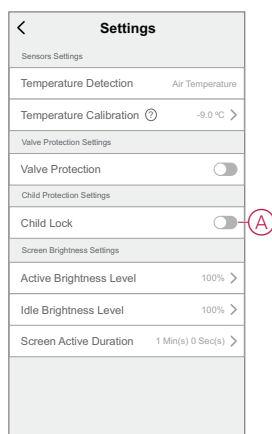 Settings
Sensors Settings
Temperature Detection Air Temperature
Temperature Calibration ? -9.0 °C
Valve Protection Settings
Valve Protection
Child Protection Settings
Child Lock
A
Screen Brightness Settings
Active Brightness Level 100%
Idle Brightness Level 100%
Screen Active Duration 1 Min(s) 0 Sec(s)